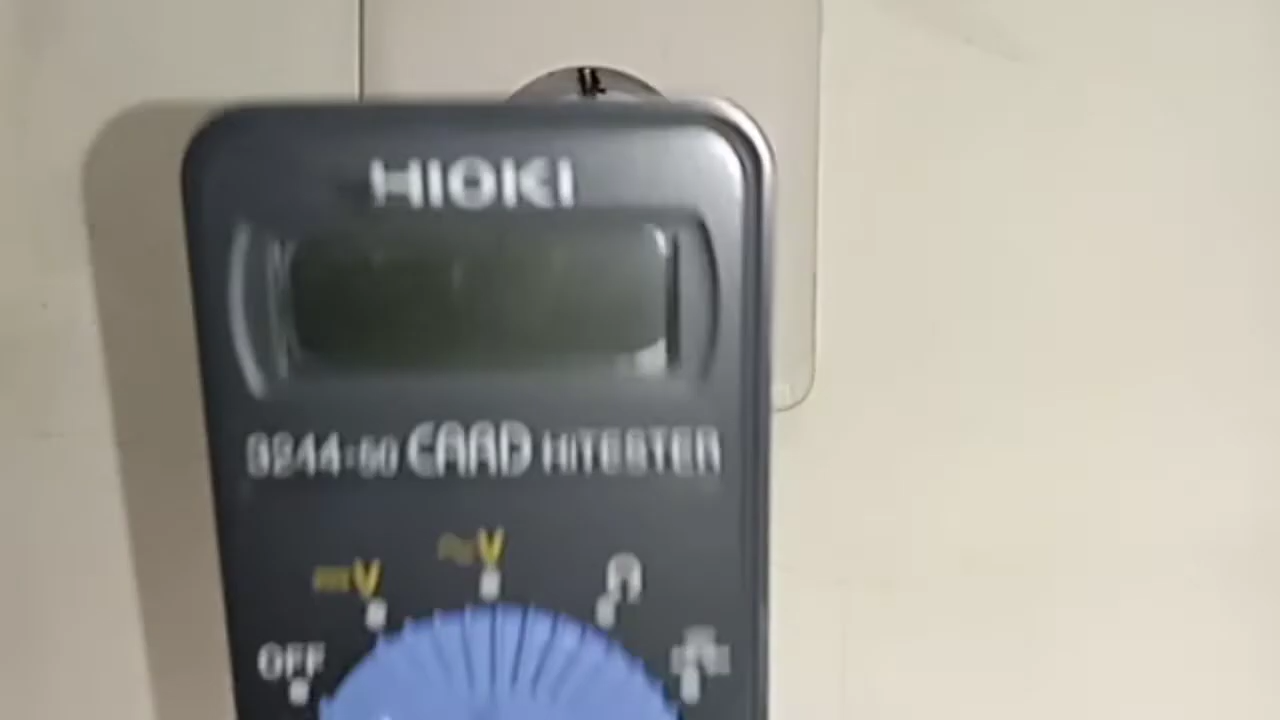 HIOKI
3244-60 CARD HITESTER
⎓V
~V
Ω
OFF